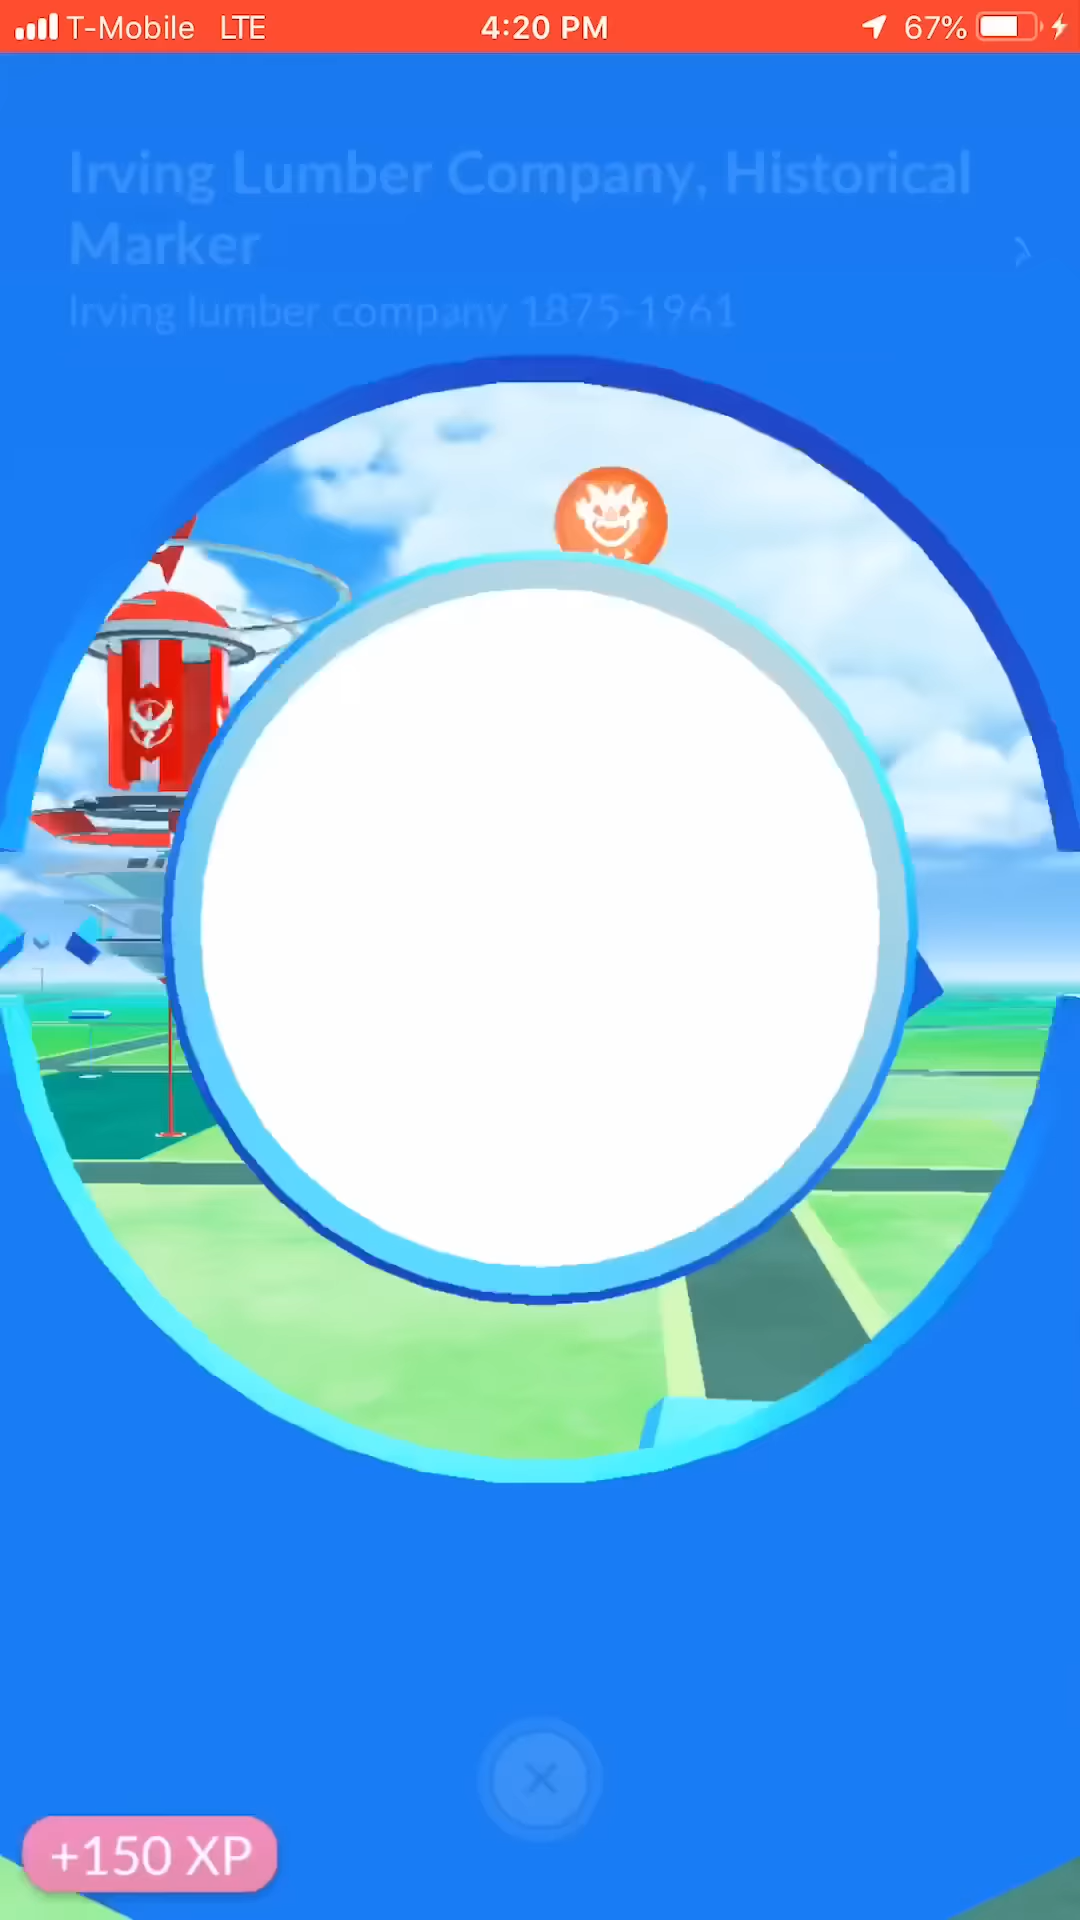 T-Mobile LTE 4:20 PM 67%
Irving Lumber Company, Historical
Marker
Irving lumber company 1875-1961
+150 XP